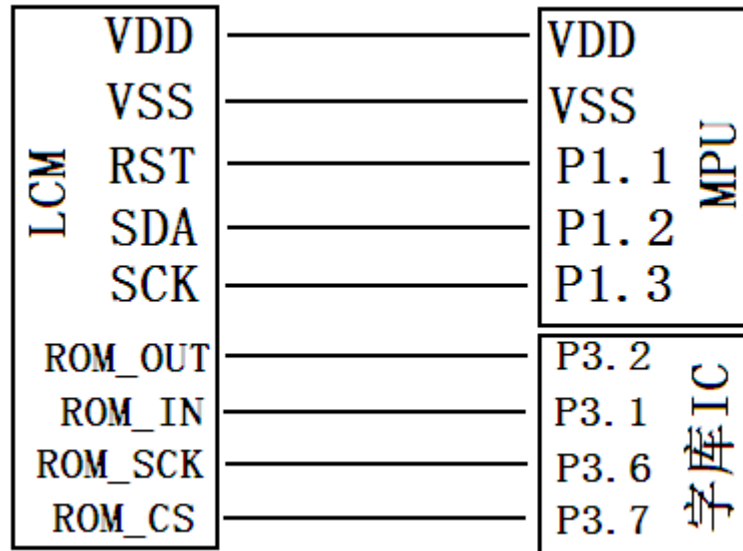 VDD VDD
VSS VSS
RST P1.1
SDA P1.2
SCK P1.3
LCM
MPU
ROM_OUT P3.2
ROM_IN P3.1
ROM_SCK P3.6
ROM_CS P3.7
字库IC